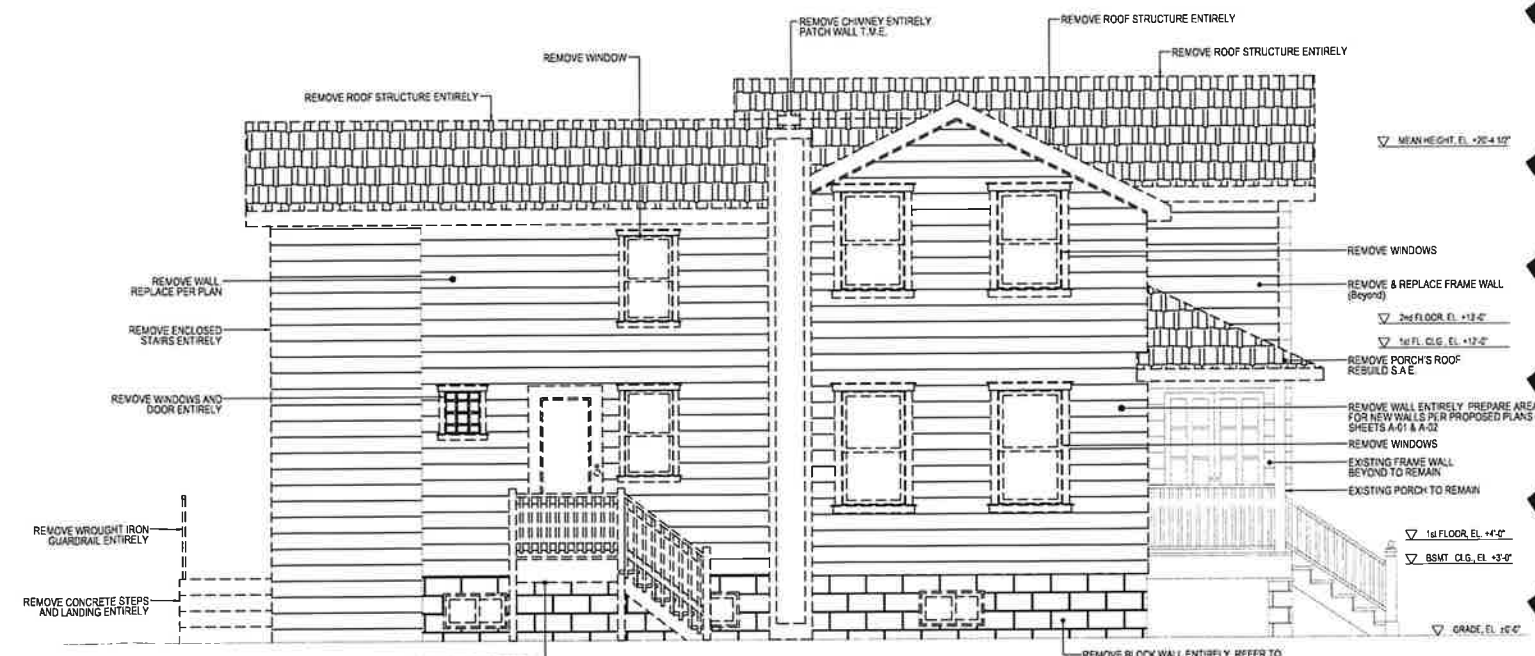 REMOVE CHIMNEY ENTIRELY
PATCH WALL T.M.E.
REMOVE ROOF STRUCTURE ENTIRELY
REMOVE ROOF STRUCTURE ENTIRELY
REMOVE WINDOW
REMOVE ROOF STRUCTURE ENTIRELY
MEAN HEIGHT, EL. +20'-4 1/2"
REMOVE WALL
REPLACE PER PLAN
REMOVE ENCLOSED
STAIRS ENTIRELY
REMOVE WINDOWS AND
DOOR ENTIRELY
REMOVE WROUGHT IRON
GUARDRAIL ENTIRELY
REMOVE CONCRETE STEPS
AND LANDING ENTIRELY
REMOVE WINDOWS
REMOVE & REPLACE FRAME WALL
(Beyond)
2nd FLOOR, EL. +13'-0"
1st FL. CLG., EL. +12'-0"
REMOVE PORCH'S ROOF
REBUILD S.A.E.
REMOVE WALL ENTIRELY PREPARE AREA
FOR NEW WALLS PER PROPOSED PLANS
SHEETS A-01 & A-02
REMOVE WINDOWS
EXISTING FRAME WALL
BEYOND TO REMAIN
EXISTING PORCH TO REMAIN
1st FLOOR, EL. +4'-0"
BSMT. CLG., EL. +3'-0"
GRADE, EL. ±0'-0"
REMOVE BLOCK WALL ENTIRELY, REFER TO